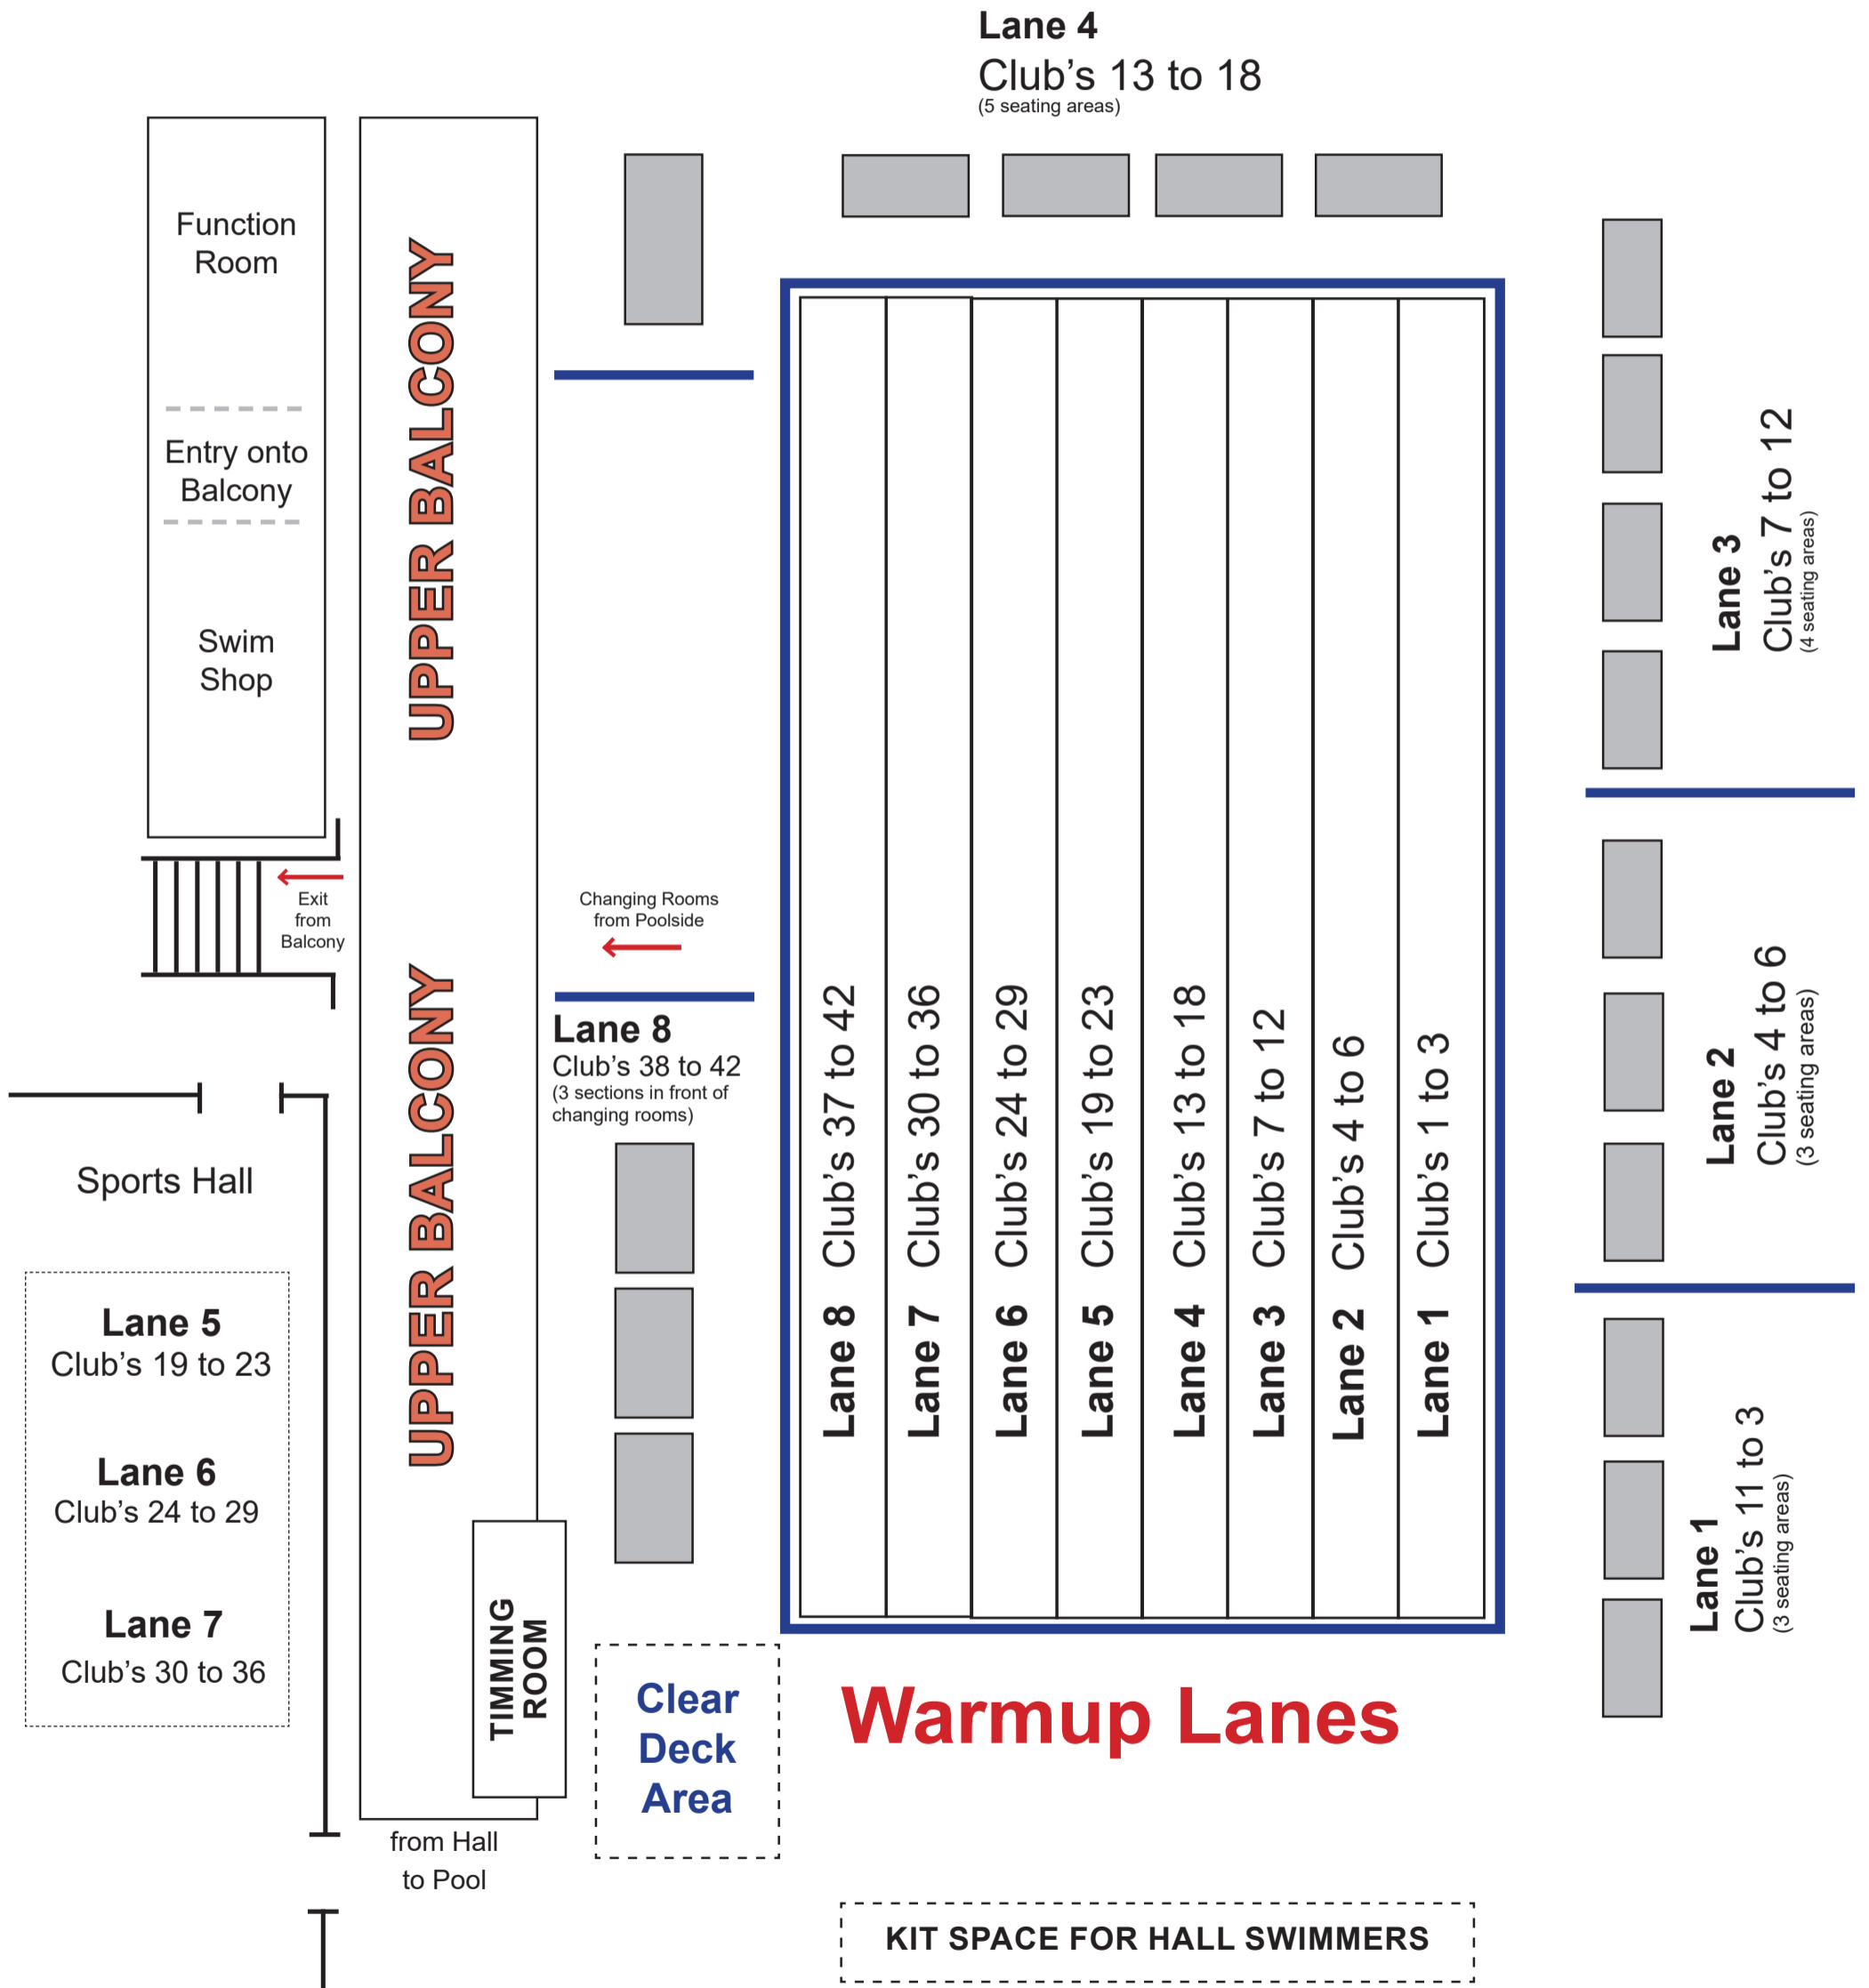 Lane 4
Club's 13 to 18
(5 seating areas)
Function
Room
Entry onto
Balcony
Swim
Shop
UPPER BALCONY
UPPER BALCONY
Exit
from
Balcony
Changing Rooms
from Poolside
Lane 8
Club's 38 to 42
(3 sections in front of
changing rooms)
Sports Hall
Lane 5
Club's 19 to 23
Lane 6
Club's 24 to 29
Lane 7
Club's 30 to 36
TIMMING
ROOM
from Hall
to Pool
Clear
Deck
Area
Lane 8 Club's 37 to 42
Lane 7 Club's 30 to 36
Lane 6 Club's 24 to 29
Lane 5 Club's 19 to 23
Lane 4 Club's 13 to 18
Lane 3 Club's 7 to 12
Lane 2 Club's 4 to 6
Lane 1 Club's 1 to 3
Lane 3
Club's 7 to 12
(4 seating areas)
Lane 2
Club's 4 to 6
(3 seating areas)
Lane 1
Club's 11 to 3
(3 seating areas)
Warmup Lanes
KIT SPACE FOR HALL SWIMMERS